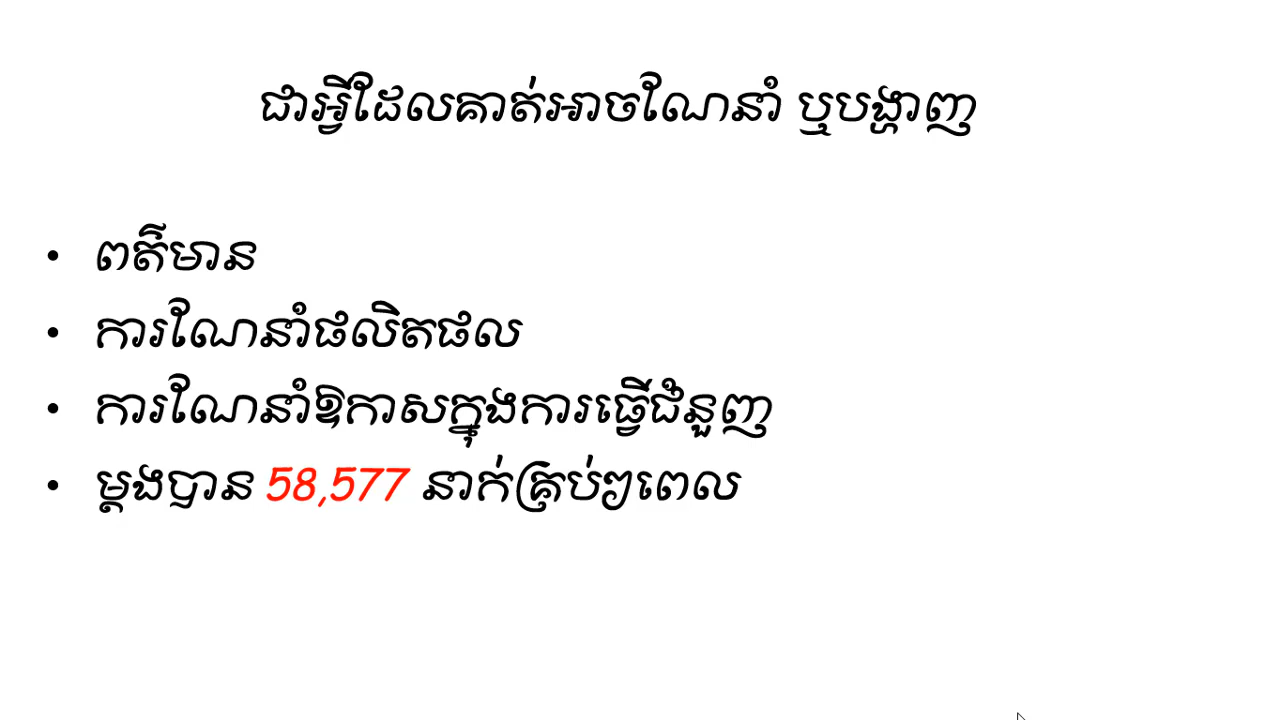 ជាអ្វីដែលគាត់អាចណែនាំ ឬបង្ហាញ
• ពត៌មាន
• ការណែនាំផលិតផល
• ការណែនាំឱកាសក្នុងការធ្វើជំនួញ
• ម្ដងបាន 58,577 នាក់គ្រប់ៗពេល